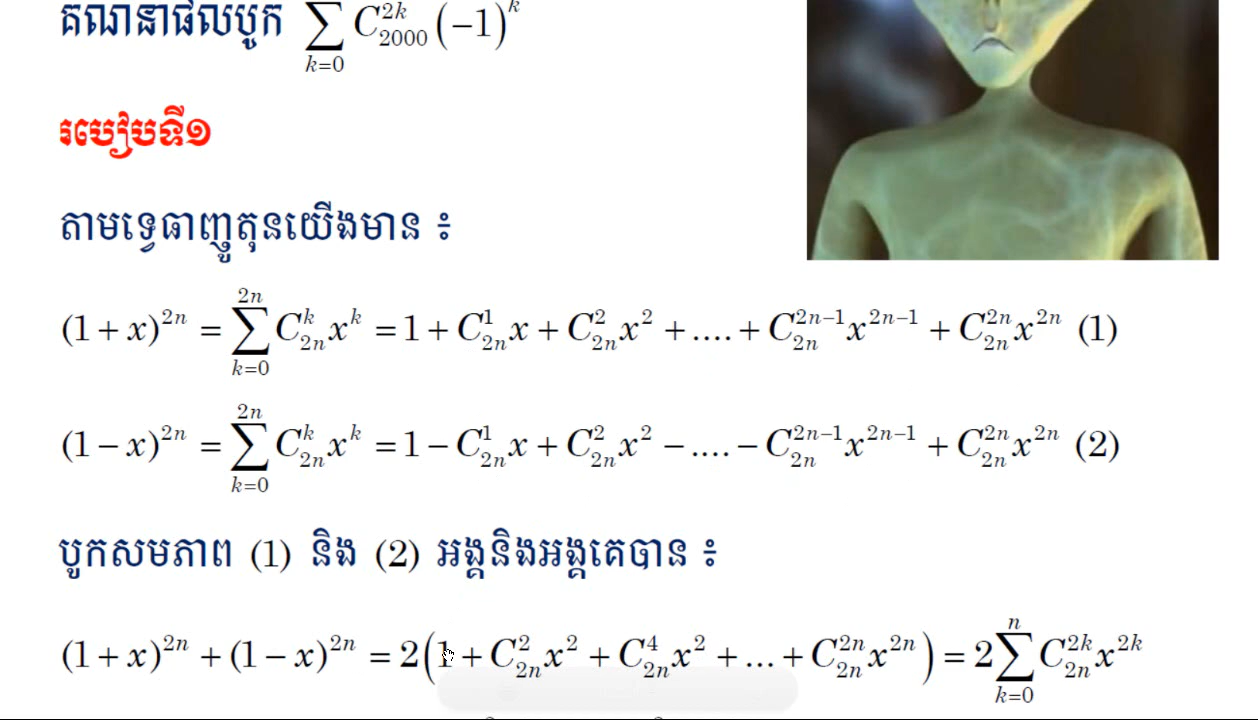 គណនាផលបូក \sum_{k=0} C_{2000}^{2k} (-1)^k
របៀបទី១
តាមទ្វេធាញូតុនយើងមាន ៖
(1+x)^{2n} = \sum_{k=0}^{2n} C_{2n}^{k} x^k = 1 + C_{2n}^{1} x + C_{2n}^{2} x^2 + .... + C_{2n}^{2n-1} x^{2n-1} + C_{2n}^{2n} x^{2n} (1)
(1-x)^{2n} = \sum_{k=0}^{2n} C_{2n}^{k} x^k = 1 - C_{2n}^{1} x + C_{2n}^{2} x^2 - .... - C_{2n}^{2n-1} x^{2n-1} + C_{2n}^{2n} x^{2n} (2)
បូកសមភាព (1) និង (2) អង្គនិងអង្គគេបាន ៖
(1+x)^{2n} + (1-x)^{2n} = 2(1 + C_{2n}^{2} x^2 + C_{2n}^{4} x^2 + ... + C_{2n}^{2n} x^{2n}) = 2\sum_{k=0}^{n} C_{2n}^{2k} x^{2k}